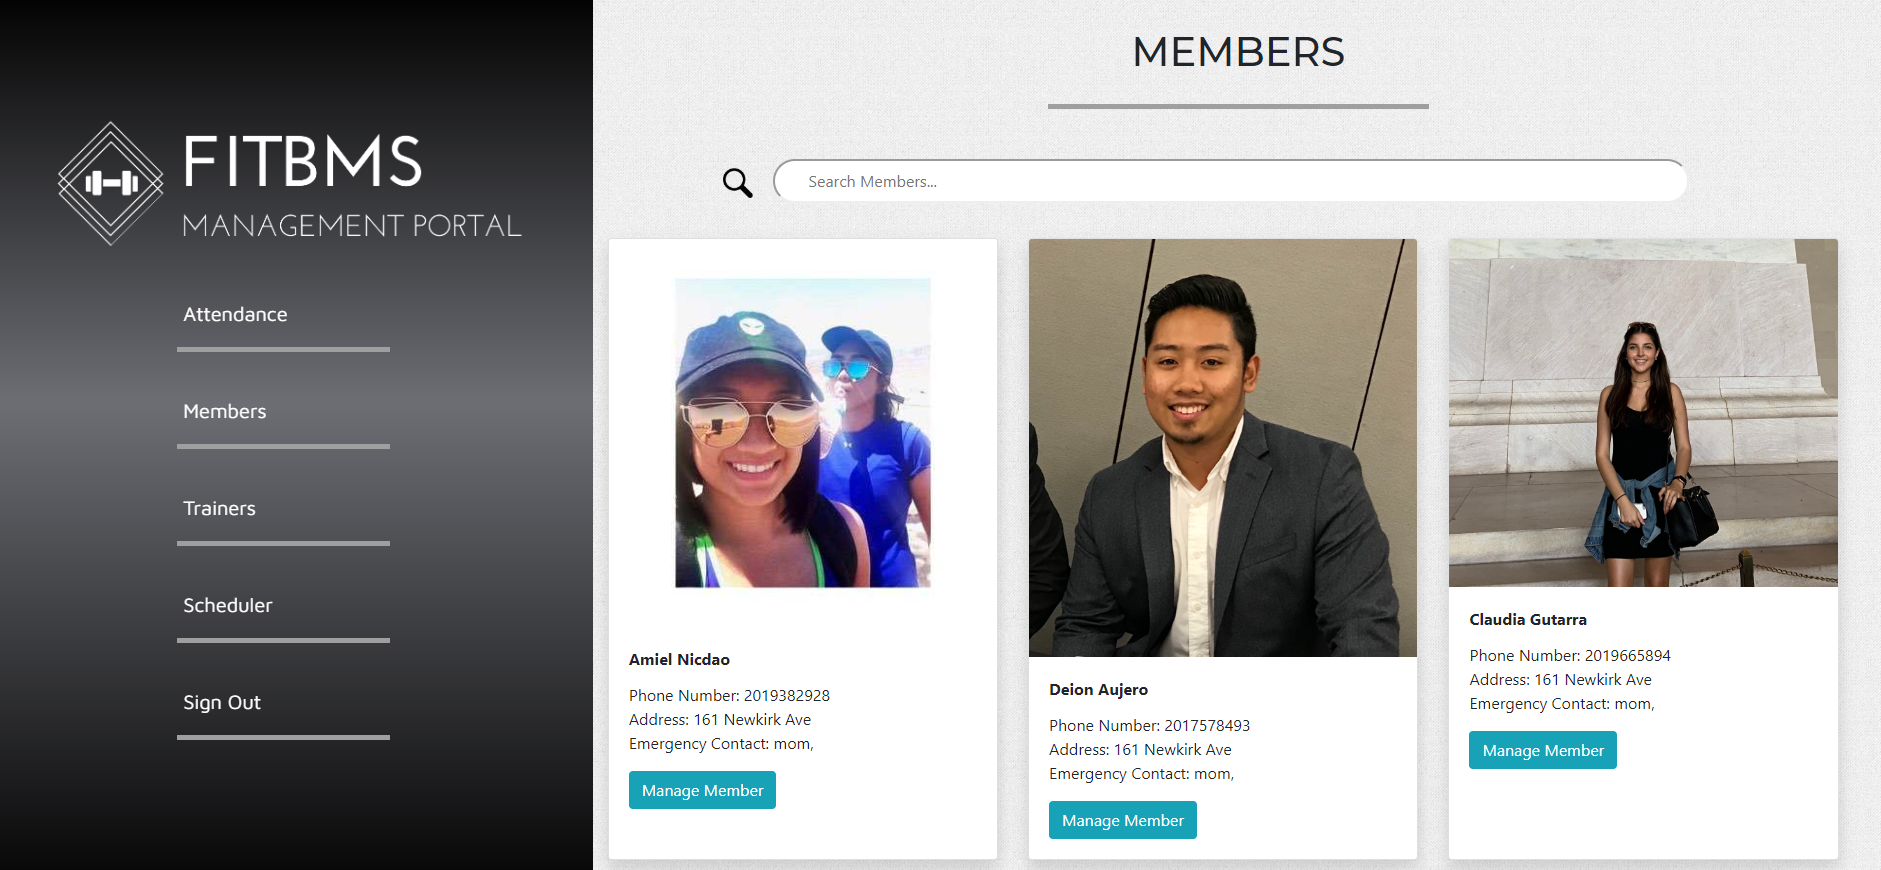 FITBMS
MANAGEMENT PORTAL
Attendance
Members
Trainers
Scheduler
Sign Out
MEMBERS
Search Members...
Amiel Nicdao
Phone Number: 2019382928
Address: 161 Newkirk Ave
Emergency Contact: mom,
Manage Member
Deion Aujero
Phone Number: 2017578493
Address: 161 Newkirk Ave
Emergency Contact: mom,
Manage Member
Claudia Gutarra
Phone Number: 2019665894
Address: 161 Newkirk Ave
Emergency Contact: mom,
Manage Member